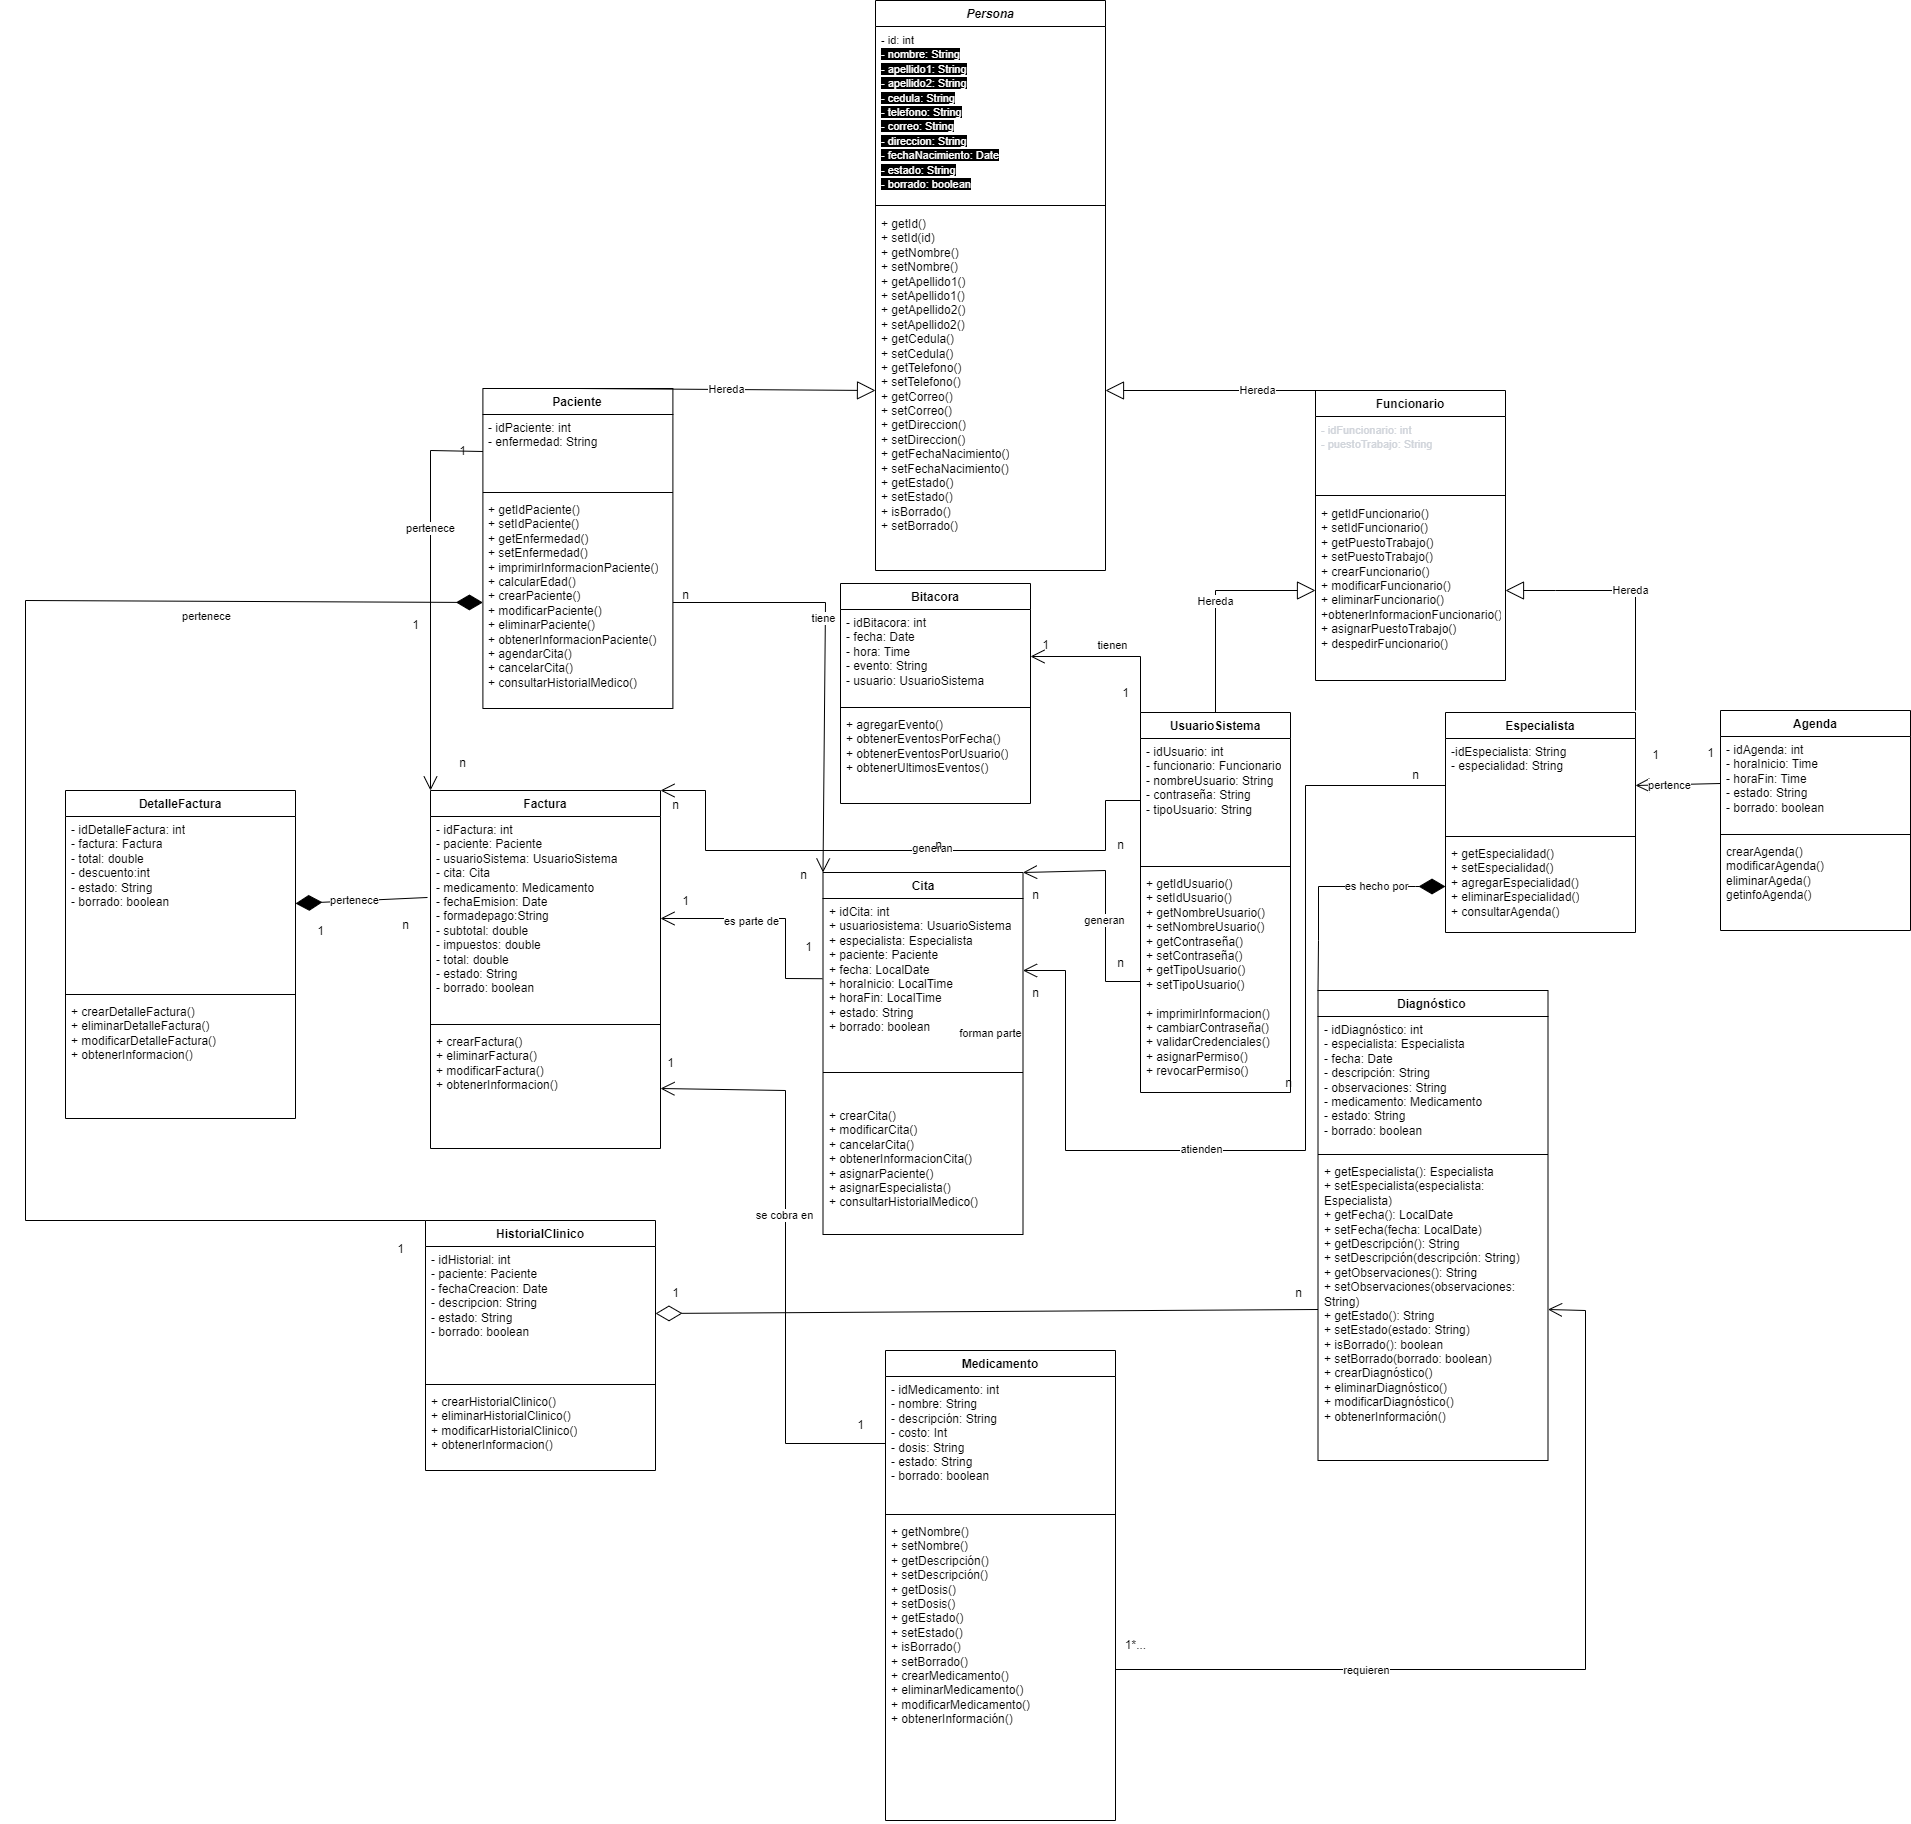 Persona
- id: int
- nombre: String
- apellido1: String
- apellido2: String
- cedula: String
- telefono: String
- correo: String
- direccion: String
- fechaNacimiento: Date
- estado: String
- borrado: boolean
+ getId()
+ setId(id)
+ getNombre()
+ setNombre()
+ getApellido1()
+ setApellido1()
+ getApellido2()
+ setApellido2()
+ getCedula()
+ setCedula()
+ getTelefono()
+ setTelefono()
+ getCorreo()
+ setCorreo()
+ getDireccion()
+ setDireccion()
+ getFechaNacimiento()
+ setFechaNacimiento()
+ getEstado()
+ setEstado()
+ isBorrado()
+ setBorrado()
Hereda
Hereda
Paciente
- idPaciente: int
- enfermedad: String
+ getIdPaciente()
+ setIdPaciente()
+ getEnfermedad()
+ setEnfermedad()
+ imprimirInformacionPaciente()
+ calcularEdad()
+ crearPaciente()
+ modificarPaciente()
+ eliminarPaciente()
+ obtenerInformacionPaciente()
+ agendarCita()
+ cancelarCita()
+ consultarHistorialMedico()
1
pertenece
n
pertenece
1
n
tiene
n
Funcionario
- idFuncionario: int
- puestoTrabajo: String
+ getIdFuncionario()
+ setIdFuncionario()
+ getPuestoTrabajo()
+ setPuestoTrabajo()
+ crearFuncionario()
+ modificarFuncionario()
+ eliminarFuncionario()
+obtenerInformacionFuncionario()
+ asignarPuestoTrabajo()
+ despedirFuncionario()
Hereda
Hereda
Bitacora
- idBitacora: int
- fecha: Date
- hora: Time
- evento: String
- usuario: UsuarioSistema
+ agregarEvento()
+ obtenerEventosPorFecha()
+ obtenerEventosPorUsuario()
+ obtenerUltimosEventos()
1
tienen
1
UsuarioSistema
- idUsuario: int
- funcionario: Funcionario
- nombreUsuario: String
- contraseña: String
- tipoUsuario: String
+ getIdUsuario()
+ setIdUsuario()
+ getNombreUsuario()
+ setNombreUsuario()
+ getContraseña()
+ setContraseña()
+ getTipoUsuario()
+ setTipoUsuario()
+ imprimirInformacion()
+ cambiarContraseña()
+ validarCredenciales()
+ asignarPermiso()
+ revocarPermiso()
n
Especialista
-idEspecialista: String
- especialidad: String
+ getEspecialidad()
+ setEspecialidad()
+ agregarEspecialidad()
+ eliminarEspecialidad()
+ consultarAgenda()
n
1
pertence
1
Agenda
- idAgenda: int
- horaInicio: Time
- horaFin: Time
- estado: String
- borrado: boolean
crearAgenda()
modificarAgenda()
eliminarAgeda()
getinfoAgenda()
DetalleFactura
- idDetalleFactura: int
- factura: Factura
- total: double
- descuento:int
- estado: String
- borrado: boolean
+ crearDetalleFactura()
+ eliminarDetalleFactura()
+ modificarDetalleFactura()
+ obtenerInformacion()
pertenece
1
n
Factura
- idFactura: int
- paciente: Paciente
- usuarioSistema: UsuarioSistema
- cita: Cita
- medicamento: Medicamento
- fechaEmision: Date
- formadepago:String
- subtotal: double
- impuestos: double
- total: double
- estado: String
- borrado: boolean
+ crearFactura()
+ eliminarFactura()
+ modificarFactura()
+ obtenerInformacion()
n
n
generan
n
1
es parte de
1
Cita
+ idCita: int
+ usuariosistema: UsuarioSistema
+ especialista: Especialista
+ paciente: Paciente
+ fecha: LocalDate
+ horaInicio: LocalTime
+ horaFin: LocalTime
+ estado: String
+ borrado: boolean
forman parte
+ crearCita()
+ modificarCita()
+ cancelarCita()
+ obtenerInformacionCita()
+ asignarPaciente()
+ asignarEspecialista()
+ consultarHistorialMedico()
n
generan
n
n
atienden
es hecho por
1
se cobra en
1
Diagnóstico
- idDiagnóstico: int
- especialista: Especialista
- fecha: Date
- descripción: String
- observaciones: String
- medicamento: Medicamento
- estado: String
- borrado: boolean
+ getEspecialista(): Especialista
+ setEspecialista(especialista:
Especialista)
+ getFecha(): LocalDate
+ setFecha(fecha: LocalDate)
+ getDescripción(): String
+ setDescripción(descripción: String)
+ getObservaciones(): String
+ setObservaciones(observaciones:
String)
+ getEstado(): String
+ setEstado(estado: String)
+ isBorrado(): boolean
+ setBorrado(borrado: boolean)
+ crearDiagnóstico()
+ eliminarDiagnóstico()
+ modificarDiagnóstico()
+ obtenerInformación()
1
HistorialClinico
- idHistorial: int
- paciente: Paciente
- fechaCreacion: Date
- descripcion: String
- estado: String
- borrado: boolean
+ crearHistorialClinico()
+ eliminarHistorialClinico()
+ modificarHistorialClinico()
+ obtenerInformacion()
1
n
Medicamento
- idMedicamento: int
- nombre: String
- descripción: String
- costo: Int
- dosis: String
- estado: String
- borrado: boolean
+ getNombre()
+ setNombre()
+ getDescripción()
+ setDescripción()
+ getDosis()
+ setDosis()
+ getEstado()
+ setEstado()
+ isBorrado()
+ setBorrado()
+ crearMedicamento()
+ eliminarMedicamento()
+ modificarMedicamento()
+ obtenerInformación()
1*...
requieren